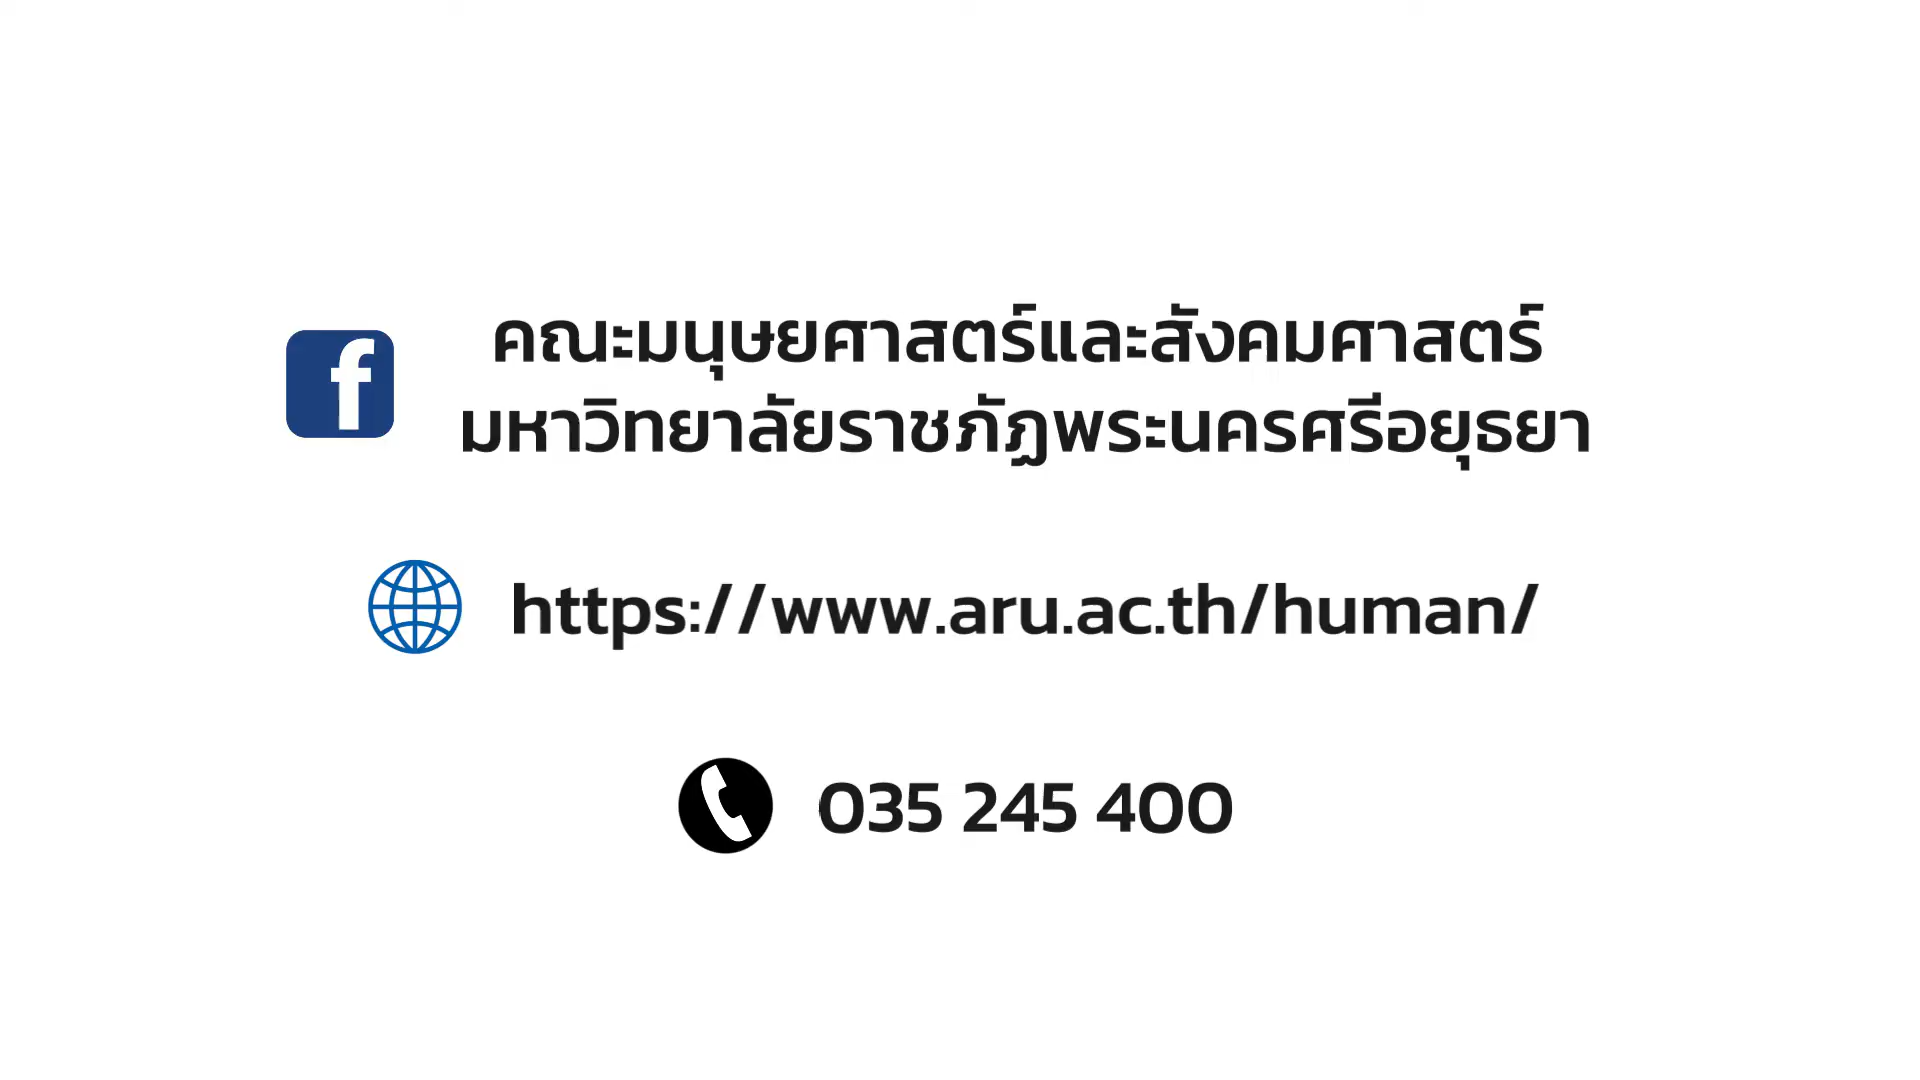 คณะมนุษยศาสตร์และสังคมศาสตร์
มหาวิทยาลัยราชภัฏพระนครศรีอยุธยา
https://www.aru.ac.th/human/
035 245 400